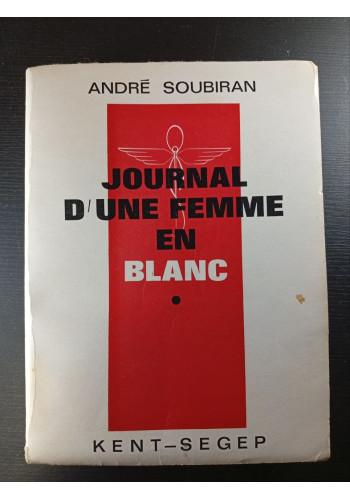 ANDRÉ SOUBIRAN
JOURNAL
D'UNE FEMME
EN
BLANC
KENT–SEGEP